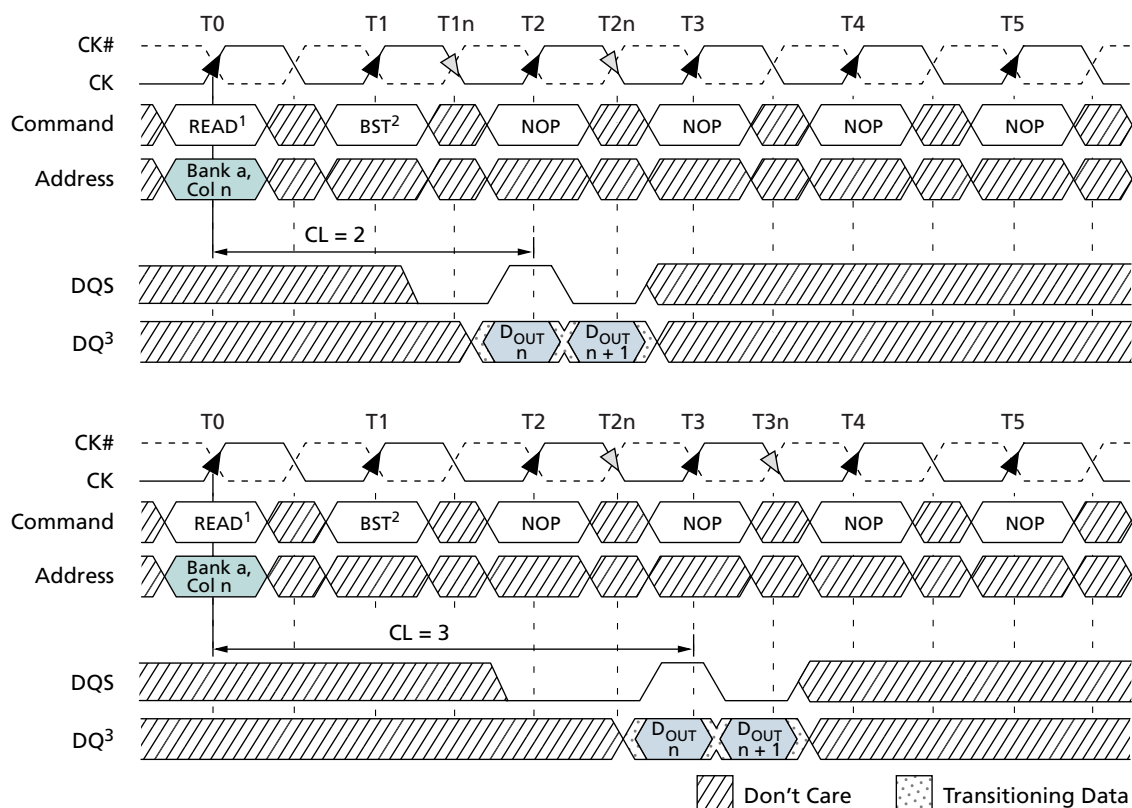 T0 T1 T1n T2 T2n T3 T4 T5
CK#
CK
Command READ¹ BST² NOP NOP NOP NOP
Address Bank a,
Col n
CL = 2
DQS
DQ³ DOUT
n DOUT
n + 1
T0 T1 T2 T2n T3 T3n T4 T5
CK#
CK
Command READ¹ BST² NOP NOP NOP NOP
Address Bank a,
Col n
CL = 3
DQS
DQ³ DOUT
n DOUT
n + 1
Don't Care Transitioning Data